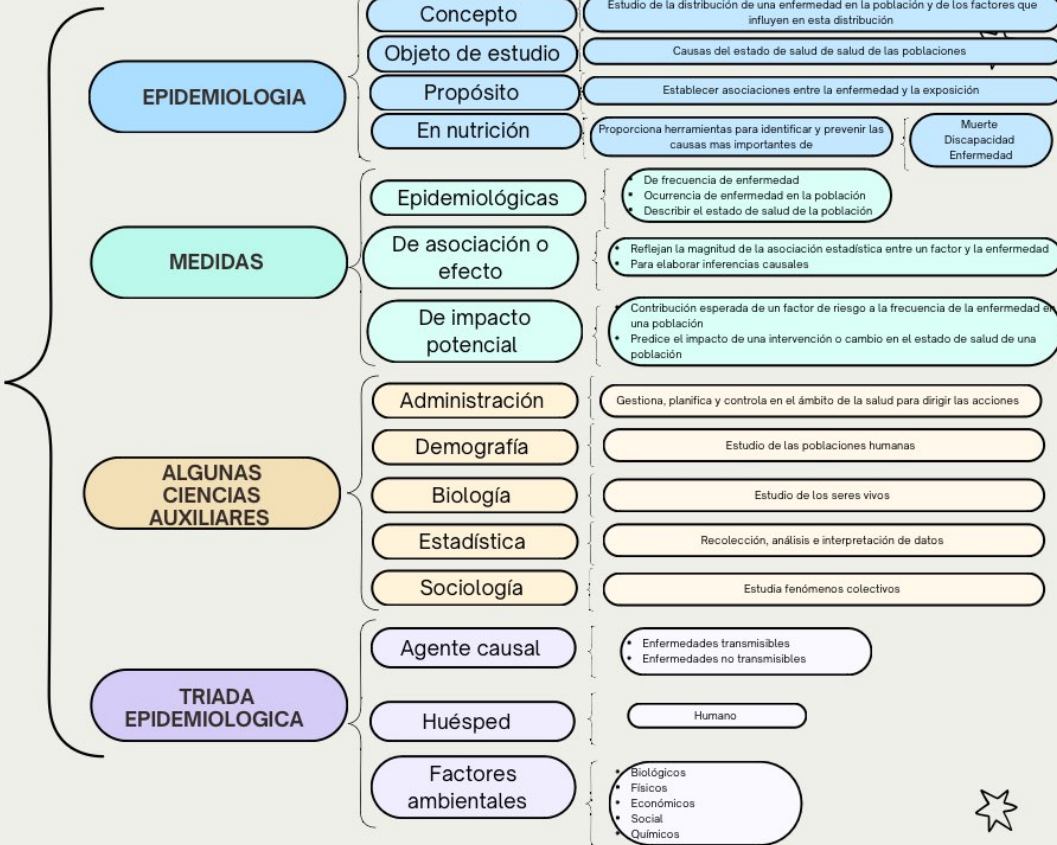 EPIDEMIOLOGIA
Concepto
Estudio de la distribución de una enfermedad en la población y de los factores que
influyen en esta distribución
Objeto de estudio
Causas del estado de salud de salud de las poblaciones
Propósito
Establecer asociaciones entre la enfermedad y la exposición
En nutrición
Proporciona herramientas para identificar y prevenir las
causas mas importantes de
Muerte
Discapacidad
Enfermedad
MEDIDAS
Epidemiológicas
• De frecuencia de enfermedad
• Ocurrencia de enfermedad en la población
• Describir el estado de salud de la población
De asociación o
efecto
• Reflejan la magnitud de la asociación estadística entre un factor y la enfermedad
• Para elaborar inferencias causales
De impacto
potencial
• Contribución esperada de un factor de riesgo a la frecuencia de la enfermedad en
una población
• Predice el impacto de una intervención o cambio en el estado de salud de una
población
ALGUNAS
CIENCIAS
AUXILIARES
Administración
Gestiona, planifica y controla en el ámbito de la salud para dirigir las acciones
Demografía
Estudio de las poblaciones humanas
Biología
Estudio de los seres vivos
Estadística
Recolección, análisis e interpretación de datos
Sociología
Estudia fenómenos colectivos
TRIADA
EPIDEMIOLOGICA
Agente causal
• Enfermedades transmisibles
• Enfermedades no transmisibles
Huésped
Humano
Factores
ambientales
• Biológicos
• Físicos
• Económicos
• Social
• Químicos